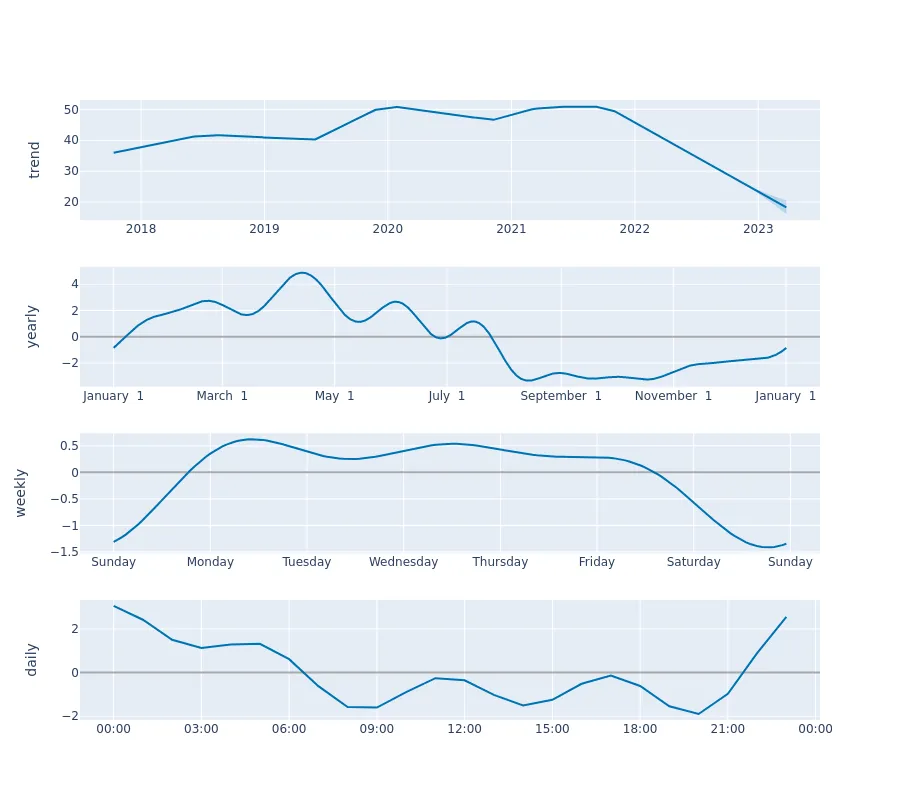 trend
50
40
30
20
2018 2019 2020 2021 2022 2023
yearly
4
2
0
−2
January 1 March 1 May 1 July 1 September 1 November 1 January 1
weekly
0.5
0
−0.5
−1
−1.5
Sunday Monday Tuesday Wednesday Thursday Friday Saturday Sunday
daily
2
0
−2
00:00 03:00 06:00 09:00 12:00 15:00 18:00 21:00 00:00